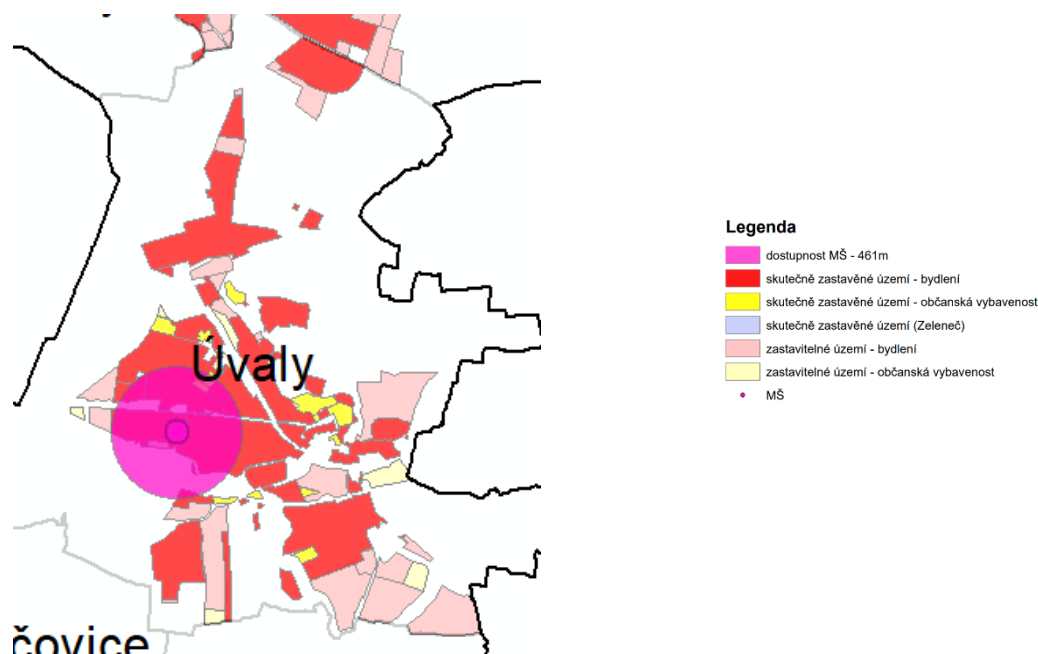 Úvaly
čovice
Legenda
dostupnost MŠ - 461m
skutečně zastavěné území - bydlení
skutečně zastavěné území - občanská vybavenost
skutečně zastavěné území (Zeleneč)
zastavitelné území - bydlení
zastavitelné území - občanská vybavenost
MŠ